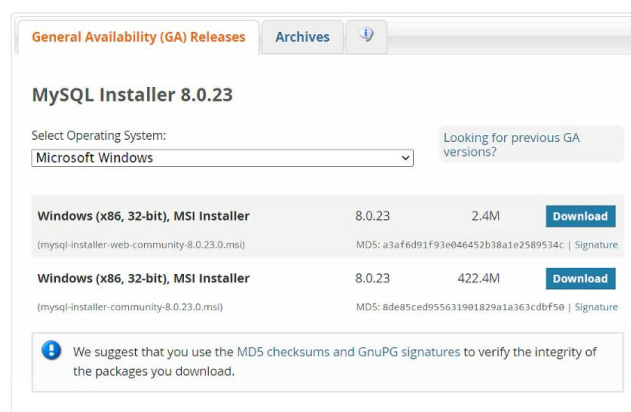 General Availability (GA) Releases Archives
MySQL Installer 8.0.23
Select Operating System:
Microsoft Windows
Looking for previous GA
versions?
Windows (x86, 32-bit), MSI Installer 8.0.23 2.4M Download
(mysql-installer-web-community-8.0.23.0.msi) MD5: a3af6d91f93e046452b38a1e2589534c | Signature
Windows (x86, 32-bit), MSI Installer 8.0.23 422.4M Download
(mysql-installer-community-8.0.23.0.msi) MD5: 8de85ced955631901829a1a363cdbf50 | Signature
We suggest that you use the MD5 checksums and GnuPG signatures to verify the integrity of
the packages you download.